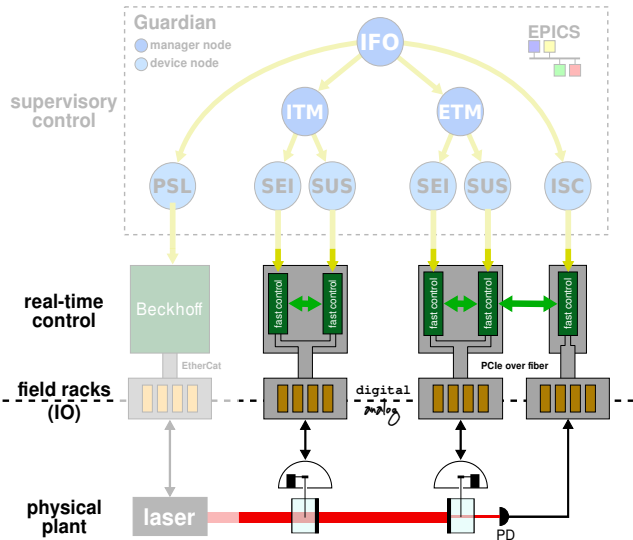 Guardian
manager node
device node
EPICS
IFO
supervisory
control
ITM
ETM
PSL
SEI
SUS
SEI
SUS
ISC
real-time
control
Beckhoff
fast control
fast control
fast control
fast control
fast control
EtherCat
PCIe over fiber
field racks
(IO)
digital
analog
physical
plant
laser
PD